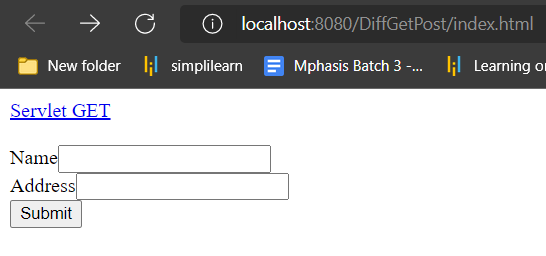 localhost:8080/DiffGetPost/index.html
New folder simplilearn Mphasis Batch 3 -... Learning
Servlet GET
Name
Address
Submit